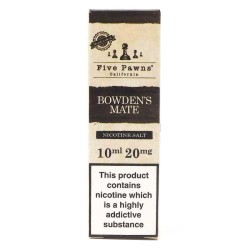 Five Pawns
California
BOWDEN'S
MATE
NICOTINE SALT
10ml 20mg
This product
contains
nicotine which
is a highly
addictive
substance